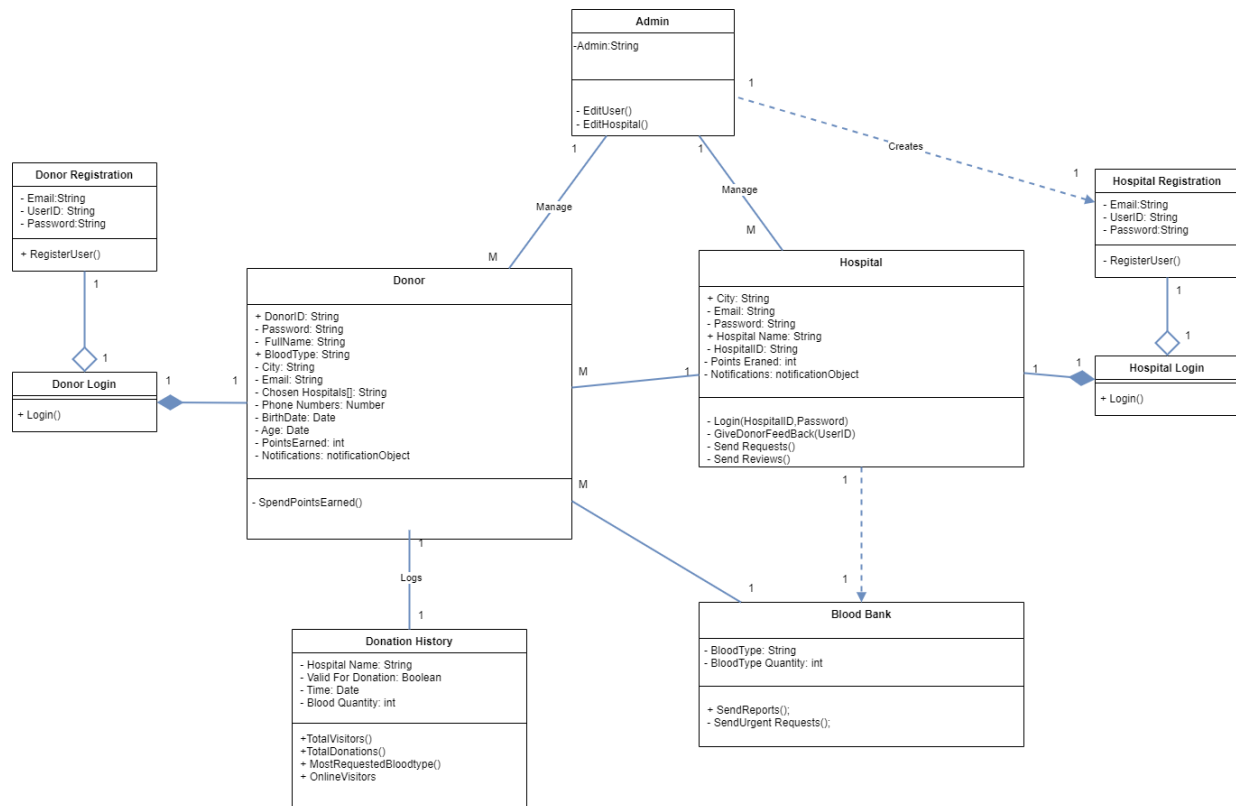 Admin
-Admin:String
- EditUser()
- EditHospital()
1
1
1
Creates
1
Manage
M
Manage
M
Donor Registration
- Email:String
- UserID: String
- Password:String
+ RegisterUser()
1
1
Donor Login
+ Login()
1
1
Donor
+ DonorID: String
- Password: String
- FullName: String
+ BloodType: String
- City: String
- Email: String
- Chosen Hospitals[]: String
- Phone Numbers: Number
- BirthDate: Date
- Age: Date
- PointsEarned: int
- Notifications: notificationObject
- SpendPointsEarned()
M
1
M
1
Hospital
+ City: String
- Email: String
- Password: String
+ Hospital Name: String
- HospitalID: String
- Points Eraned: int
- Notifications: notificationObject
- Login(HospitalID,Password)
- GiveDonorFeedBack(UserID)
- Send Requests()
- Send Reviews()
1
1
Hospital Registration
- Email:String
- UserID: String
- Password:String
- RegisterUser()
1
1
Hospital Login
+ Login()
1
1
1
Logs
1
Donation History
- Hospital Name: String
- Valid For Donation: Boolean
- Time: Date
- Blood Quantity: int
+TotalVisitors()
+TotalDonations()
+ MostRequestedBloodtype()
+ OnlineVisitors
Blood Bank
- BloodType: String
- BloodType Quantity: int
+ SendReports();
- SendUrgent Requests();